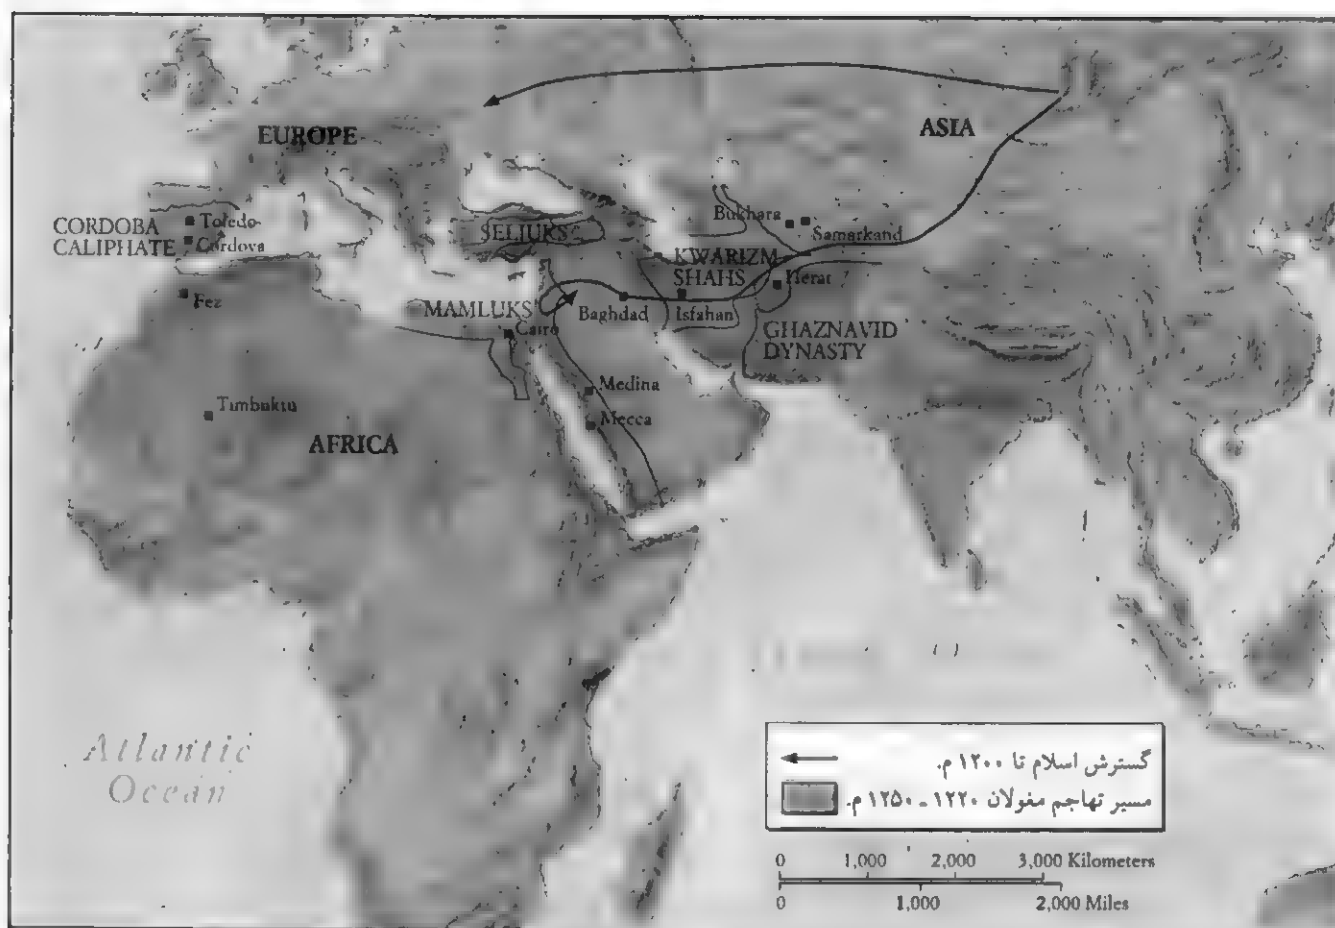 EUROPE
ASIA
CORDOBA
CALIPHATE
Toledo
Cordova
Fez
SELJUKS
Bukhara
Samarkand
KWARIZM
SHAHS
Herat
MAMLUKS
Cairo
Baghdad
Isfahan
GHAZNAVID
DYNASTY
Medina
Mecca
Timbuktu
AFRICA
Atlantic
Ocean
گسترش اسلام تا ۱۲۰۰ م.
مسیر تهاجم مغولان ۱۲۲۰ ـ ۱۲۵۰ م.
0 1,000 2,000 3,000 Kilometers
0 1,000 2,000 Miles